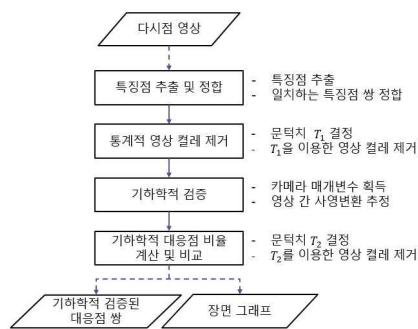 다시점 영상
특징점 추출 및 정합
- 특징점 추출
- 일치하는 특징점 쌍 정합
통계적 영상 컬레 제거
- 문턱치 T₁ 결정
- T₁을 이용한 영상 컬레 제거
기하학적 검증
- 카메라 매개변수 획득
- 영상 간 사영변환 추정
기하학적 대응점 비율
계산 및 비교
- 문턱치 T₂ 결정
- T₂를 이용한 영상 컬레 제거
기하학적 검증된
대응점 쌍
장면 그래프